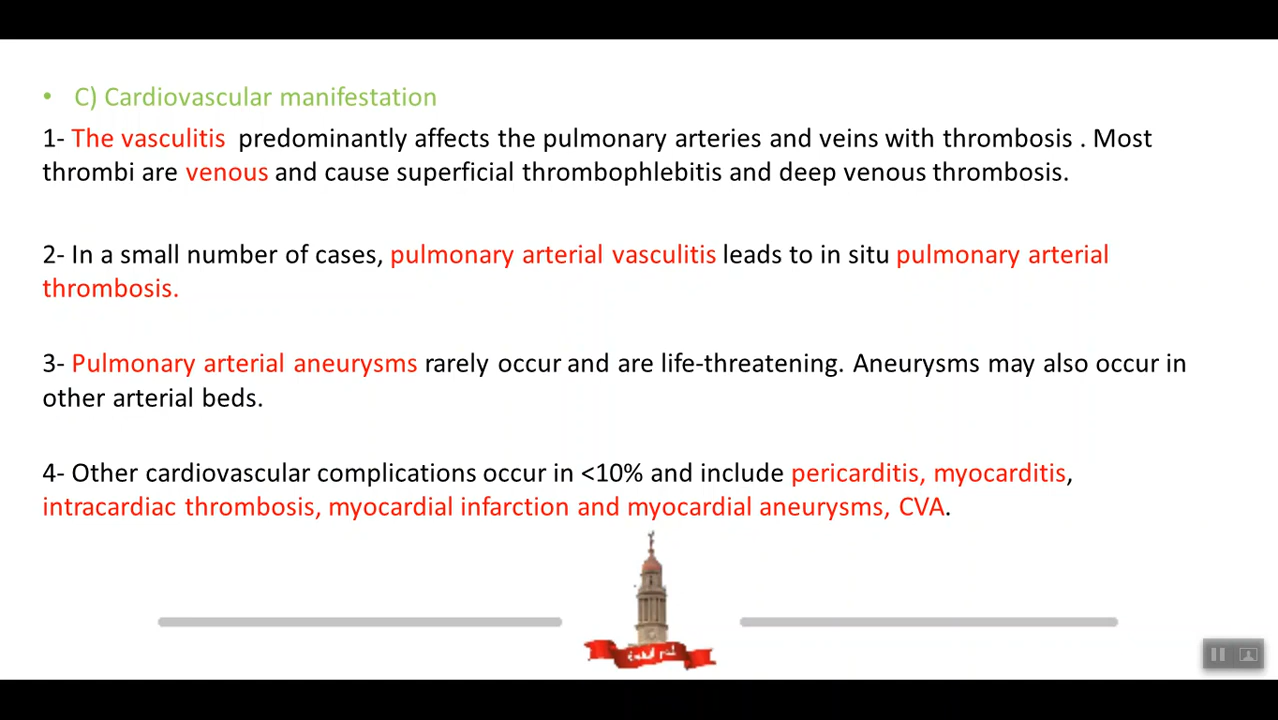 • C) Cardiovascular manifestation
1- The vasculitis predominantly affects the pulmonary arteries and veins with thrombosis . Most
thrombi are venous and cause superficial thrombophlebitis and deep venous thrombosis.
2- In a small number of cases, pulmonary arterial vasculitis leads to in situ pulmonary arterial
thrombosis.
3- Pulmonary arterial aneurysms rarely occur and are life-threatening. Aneurysms may also occur in
other arterial beds.
4- Other cardiovascular complications occur in <10% and include pericarditis, myocarditis,
intracardiac thrombosis, myocardial infarction and myocardial aneurysms, CVA.